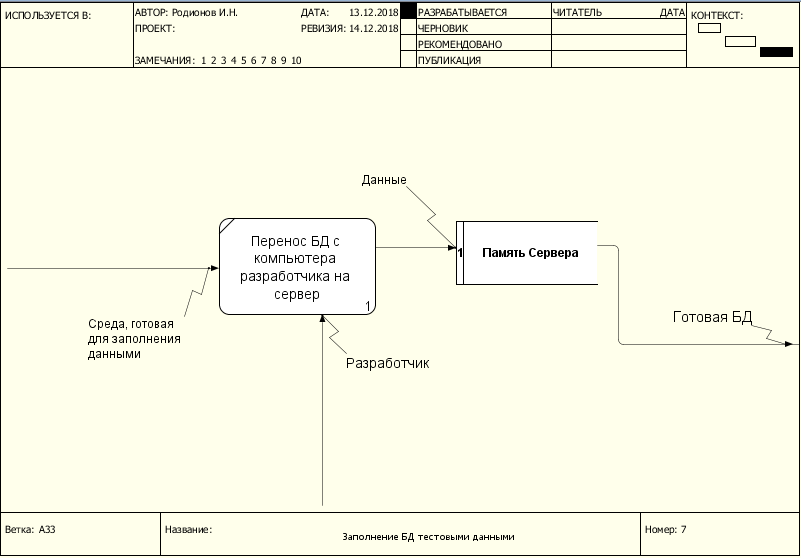 ИСПОЛЬЗУЕТСЯ В:
АВТОР: Родионов И.Н.
ДАТА: 13.12.2018
ПРОЕКТ:
РЕВИЗИЯ: 14.12.2018
ЗАМЕЧАНИЯ: 1 2 3 4 5 6 7 8 9 10
РАЗРАБАТЫВАЕТСЯ
ЧЕРНОВИК
РЕКОМЕНДОВАНО
ПУБЛИКАЦИЯ
ЧИТАТЕЛЬ
ДАТА
КОНТЕКСТ:
Данные
Перенос БД с
компьютера
разработчика на
сервер
1
1
Память Сервера
Среда, готовая
для заполнения
данными
Разработчик
Готовая БД
Ветка: A33
Название:
Заполнение БД тестовыми данными
Номер: 7